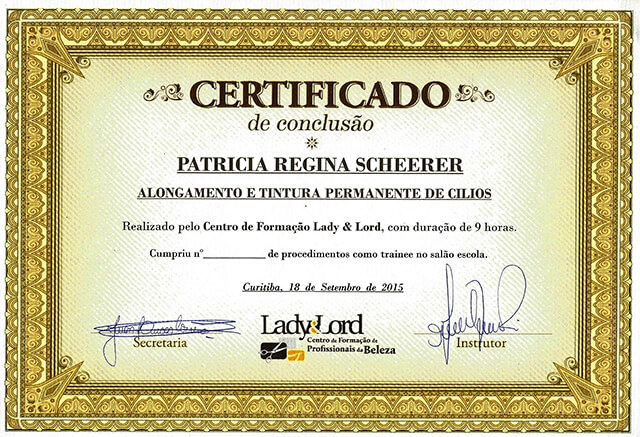 CERTIFICADO
de conclusão
PATRICIA REGINA SCHEERER
ALONGAMENTO E TINTURA PERMANENTE DE CILIOS
Realizado pelo Centro de Formação Lady & Lord, com duração de 9 horas.
Cumpriu nº___________ de procedimentos como trainee no salão escola.
Curitiba, 18 de Setembro de 2015
Secretaria
Lady&Lord
Centro de Formação de
Profissionais da Beleza
Instrutor